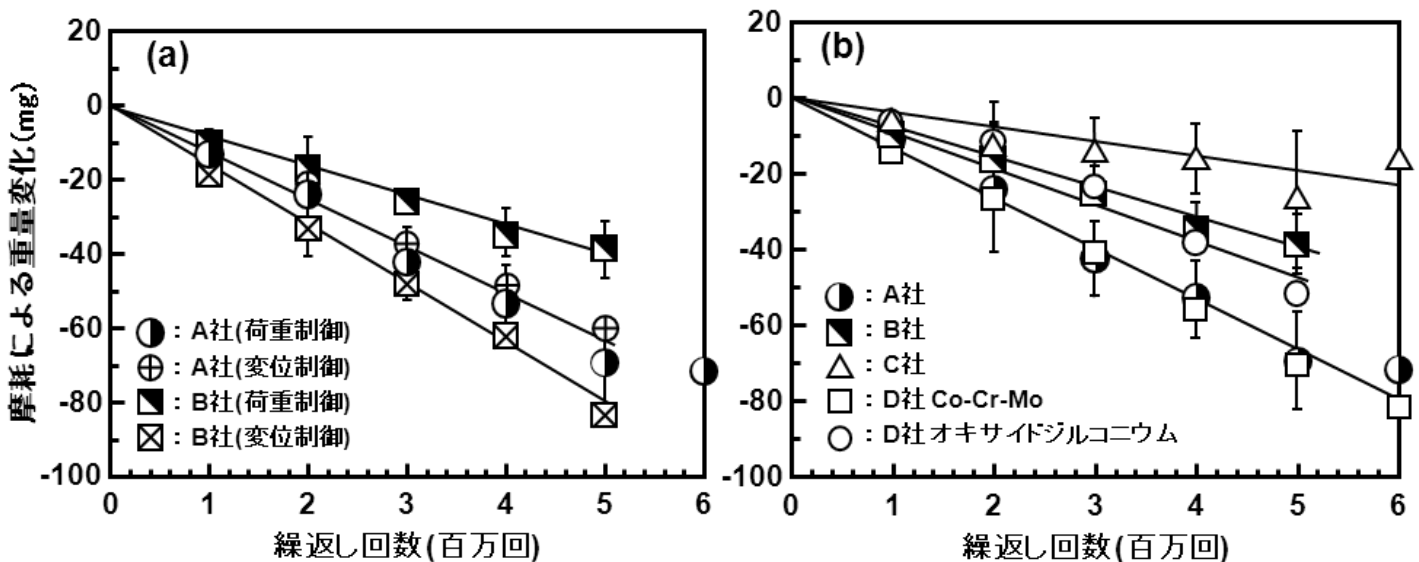 摩耗による重量変化(mg)
(a)
20
0
-20
-40
-60
-80
-100
: A社(荷重制御)
: A社(変位制御)
: B社(荷重制御)
: B社(変位制御)
0 1 2 3 4 5 6
繰返し回数(百万回)
(b)
20
0
-20
-40
-60
-80
-100
: A社
: B社
: C社
: D社 Co-Cr-Mo
: D社 オキサイドジルコニウム
0 1 2 3 4 5 6
繰返し回数(百万回)